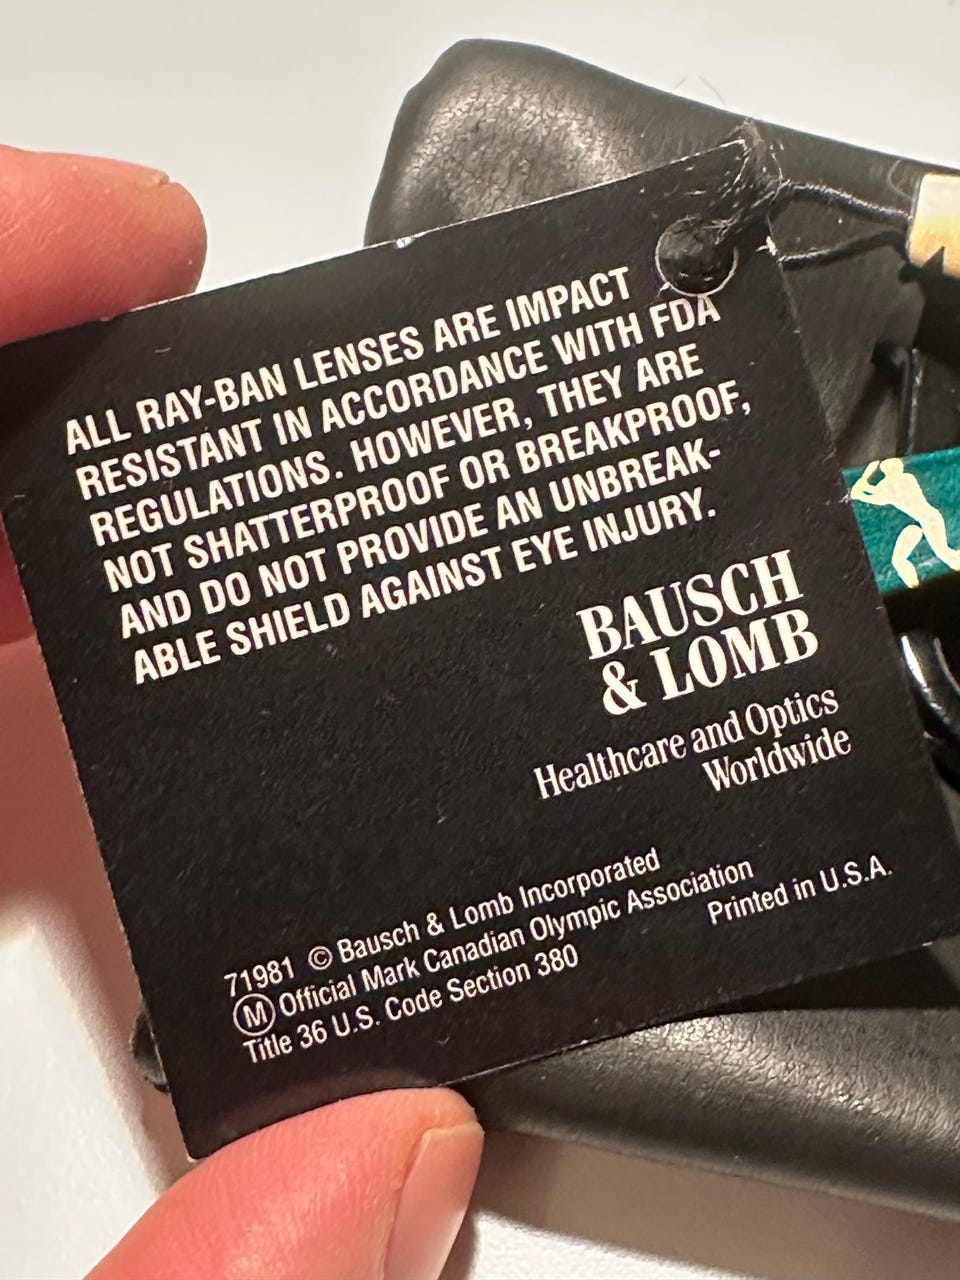 ALL RAY-BAN LENSES ARE IMPACT
RESISTANT IN ACCORDANCE WITH FDA
REGULATIONS. HOWEVER, THEY ARE
NOT SHATTERPROOF OR BREAKPROOF,
AND DO NOT PROVIDE AN UNBREAK-
ABLE SHIELD AGAINST EYE INJURY.
BAUSCH
& LOMB
Healthcare and Optics
Worldwide
71981 © Bausch & Lomb Incorporated
Ⓜ Official Mark Canadian Olympic Association
Title 36 U.S. Code Section 380
Printed in U.S.A.